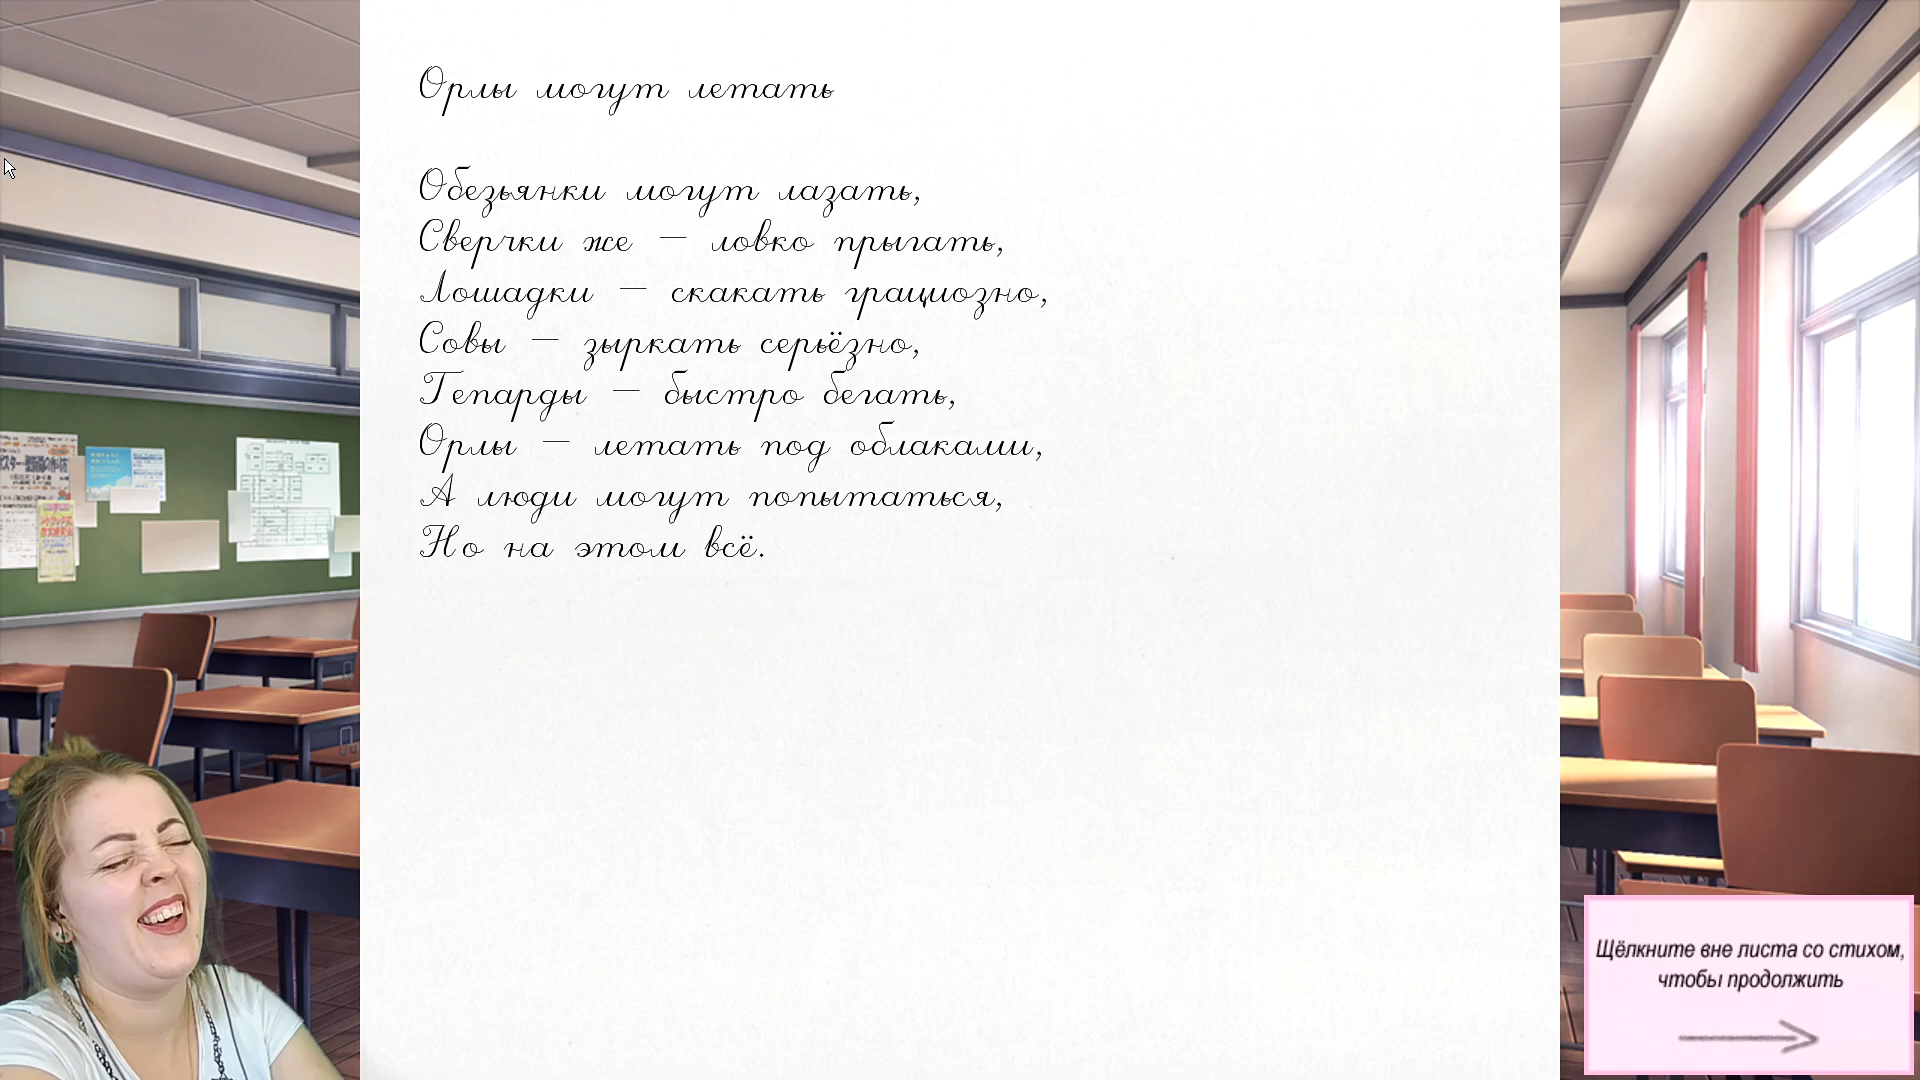 Орлы могут летать
Обезьянки могут лазать,
Сверчки же — ловко прыгать,
Лошадки — скакать грациозно,
Совы — зыркать серьёзно,
Гепарды — быстро бегать,
Орлы — летать под облаками,
А люди могут попытаться,
Но на этом всё.
Щёлкните вне листа со стихом,
чтобы продолжить